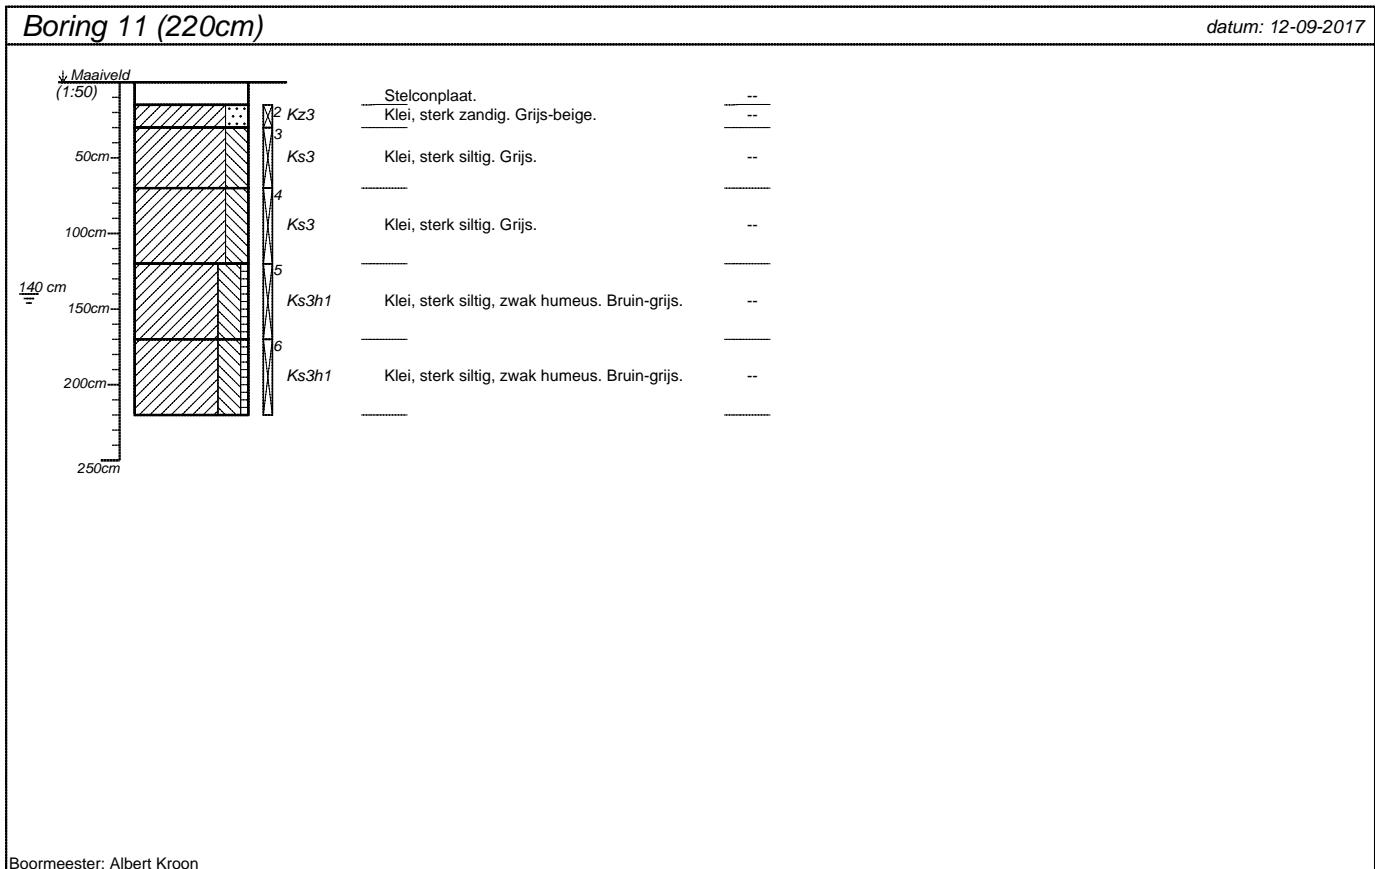 Boring 11 (220cm) datum: 12-09-2017
Maaiveld
(1:50)
Stelconplaat. --
2 Kz3 Klei, sterk zandig. Grijs-beige. --
3
50cm Ks3 Klei, sterk siltig. Grijs. --
4
100cm Ks3 Klei, sterk siltig. Grijs. --
5
140 cm
150cm Ks3h1 Klei, sterk siltig, zwak humeus. Bruin-grijs. --
6
200cm Ks3h1 Klei, sterk siltig, zwak humeus. Bruin-grijs. --
250cm
Boormeester: Albert Kroon